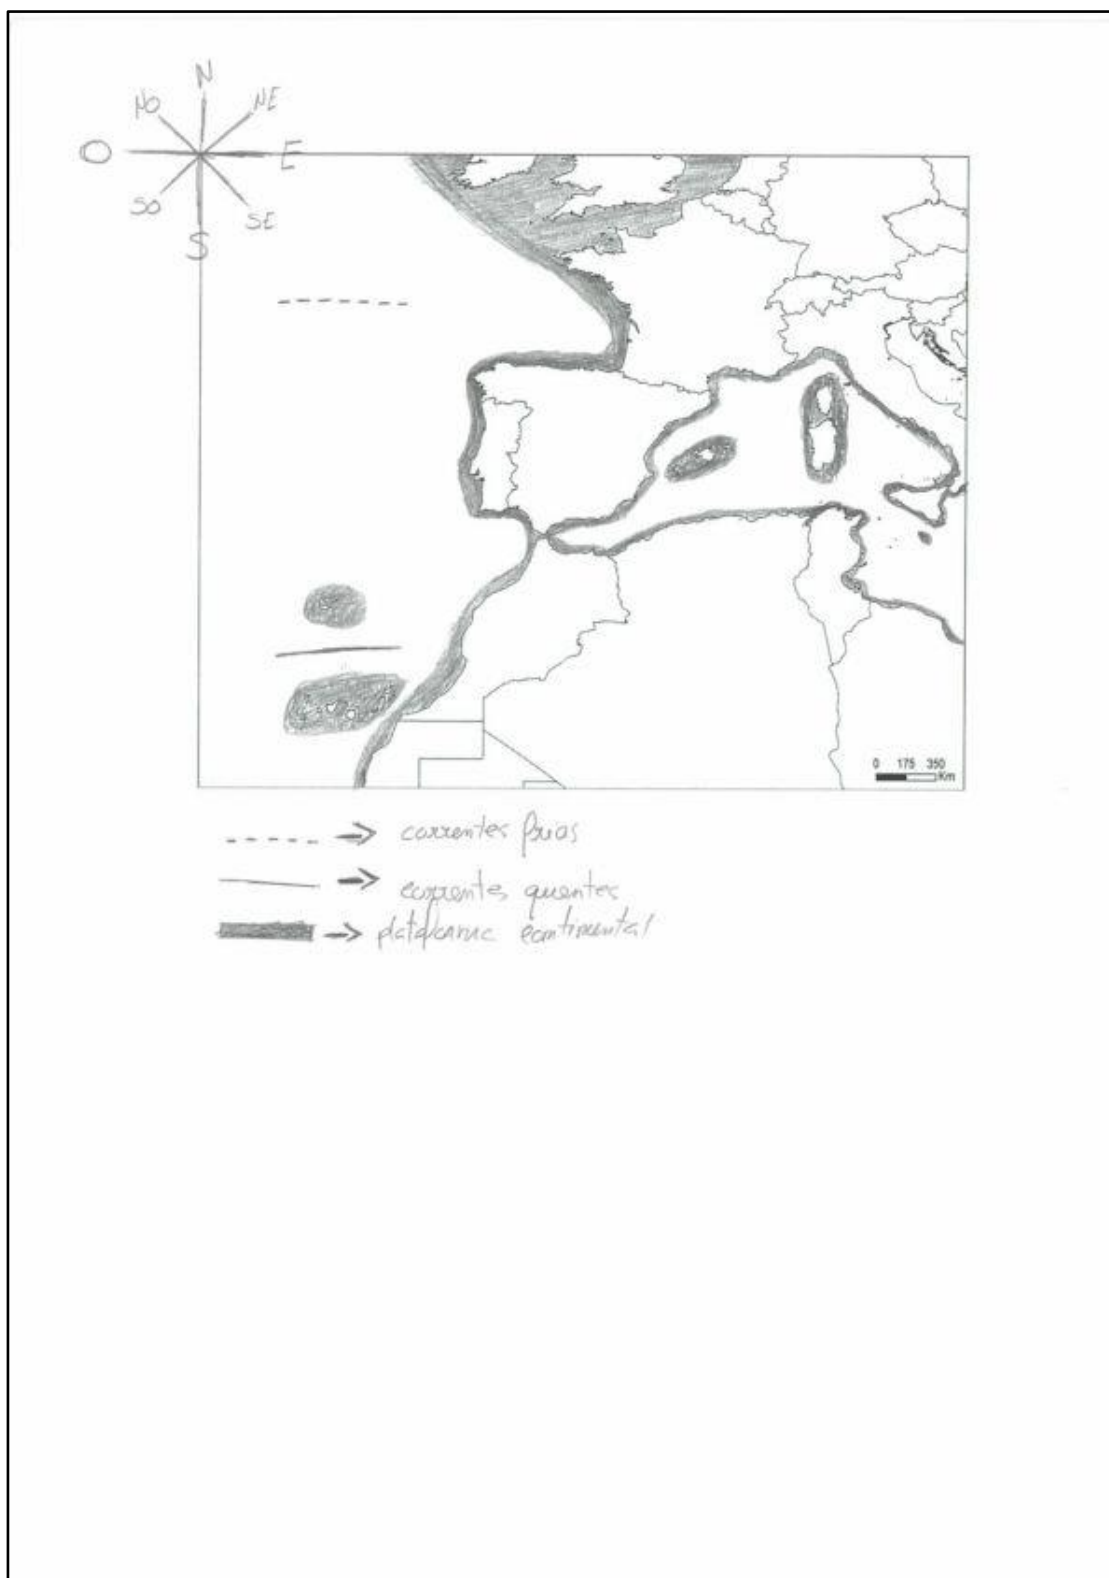 N
NO NE
O E
SO SE
S
0 175 350
Km
correntes frias
correntes quentes
plataforma continental